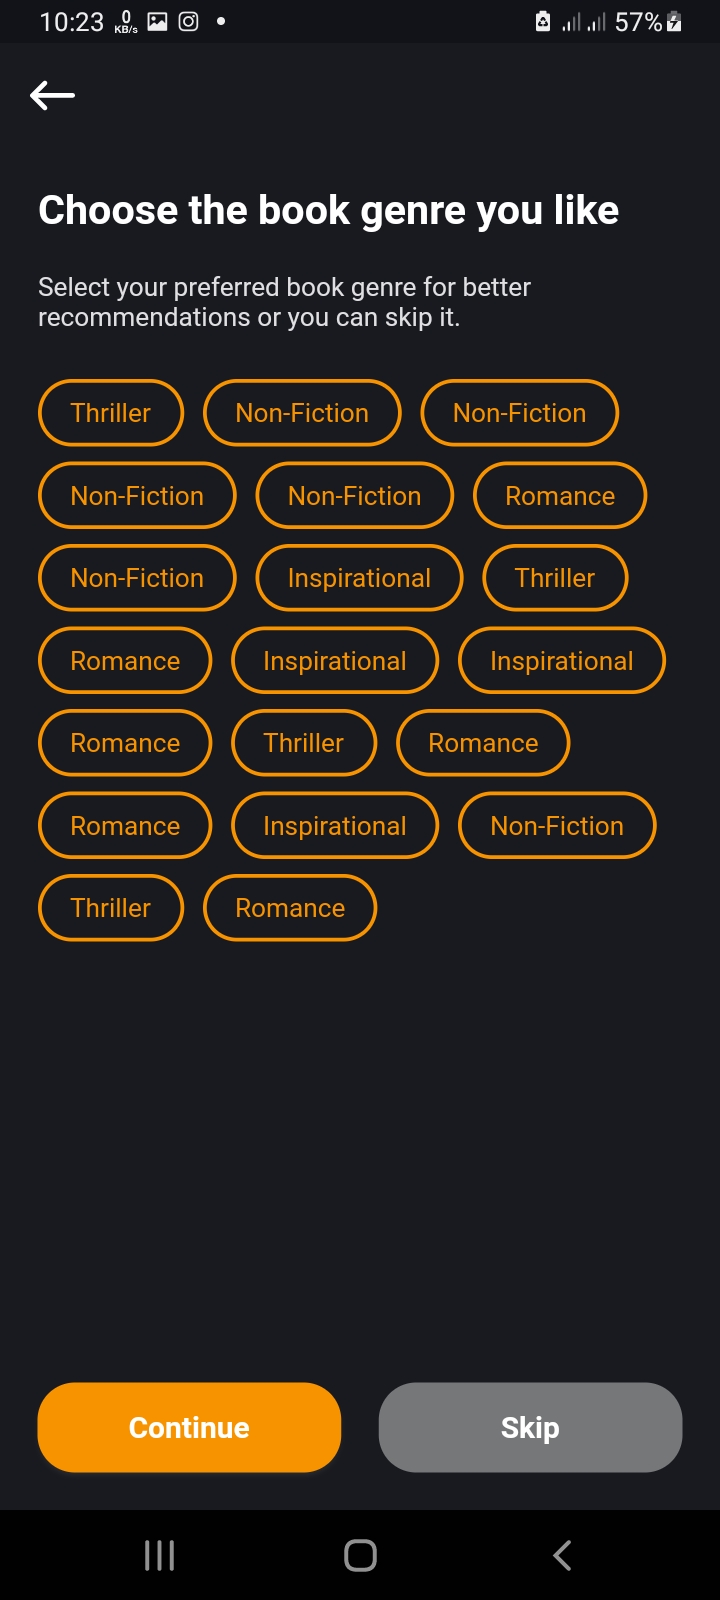 10:23 0 KB/s 57%
Choose the book genre you like
Select your preferred book genre for better
recommendations or you can skip it.
Thriller Non-Fiction Non-Fiction
Non-Fiction Non-Fiction Romance
Non-Fiction Inspirational Thriller
Romance Inspirational Inspirational
Romance Thriller Romance
Romance Inspirational Non-Fiction
Thriller Romance
Continue Skip